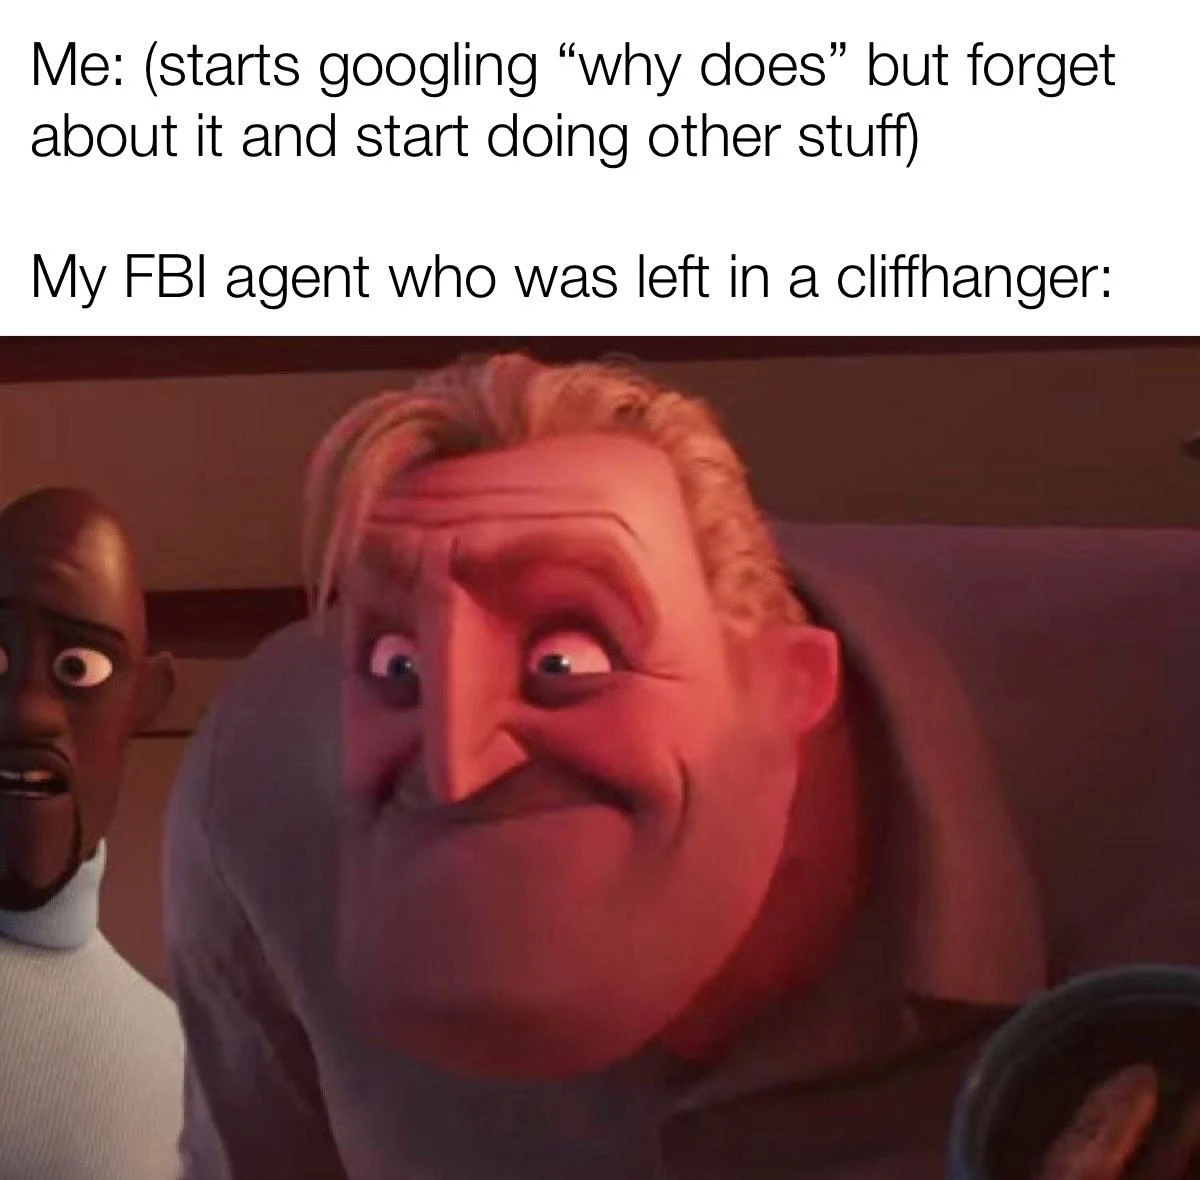 Me: (starts googling “why does” but forget
about it and start doing other stuff)
My FBI agent who was left in a cliffhanger: